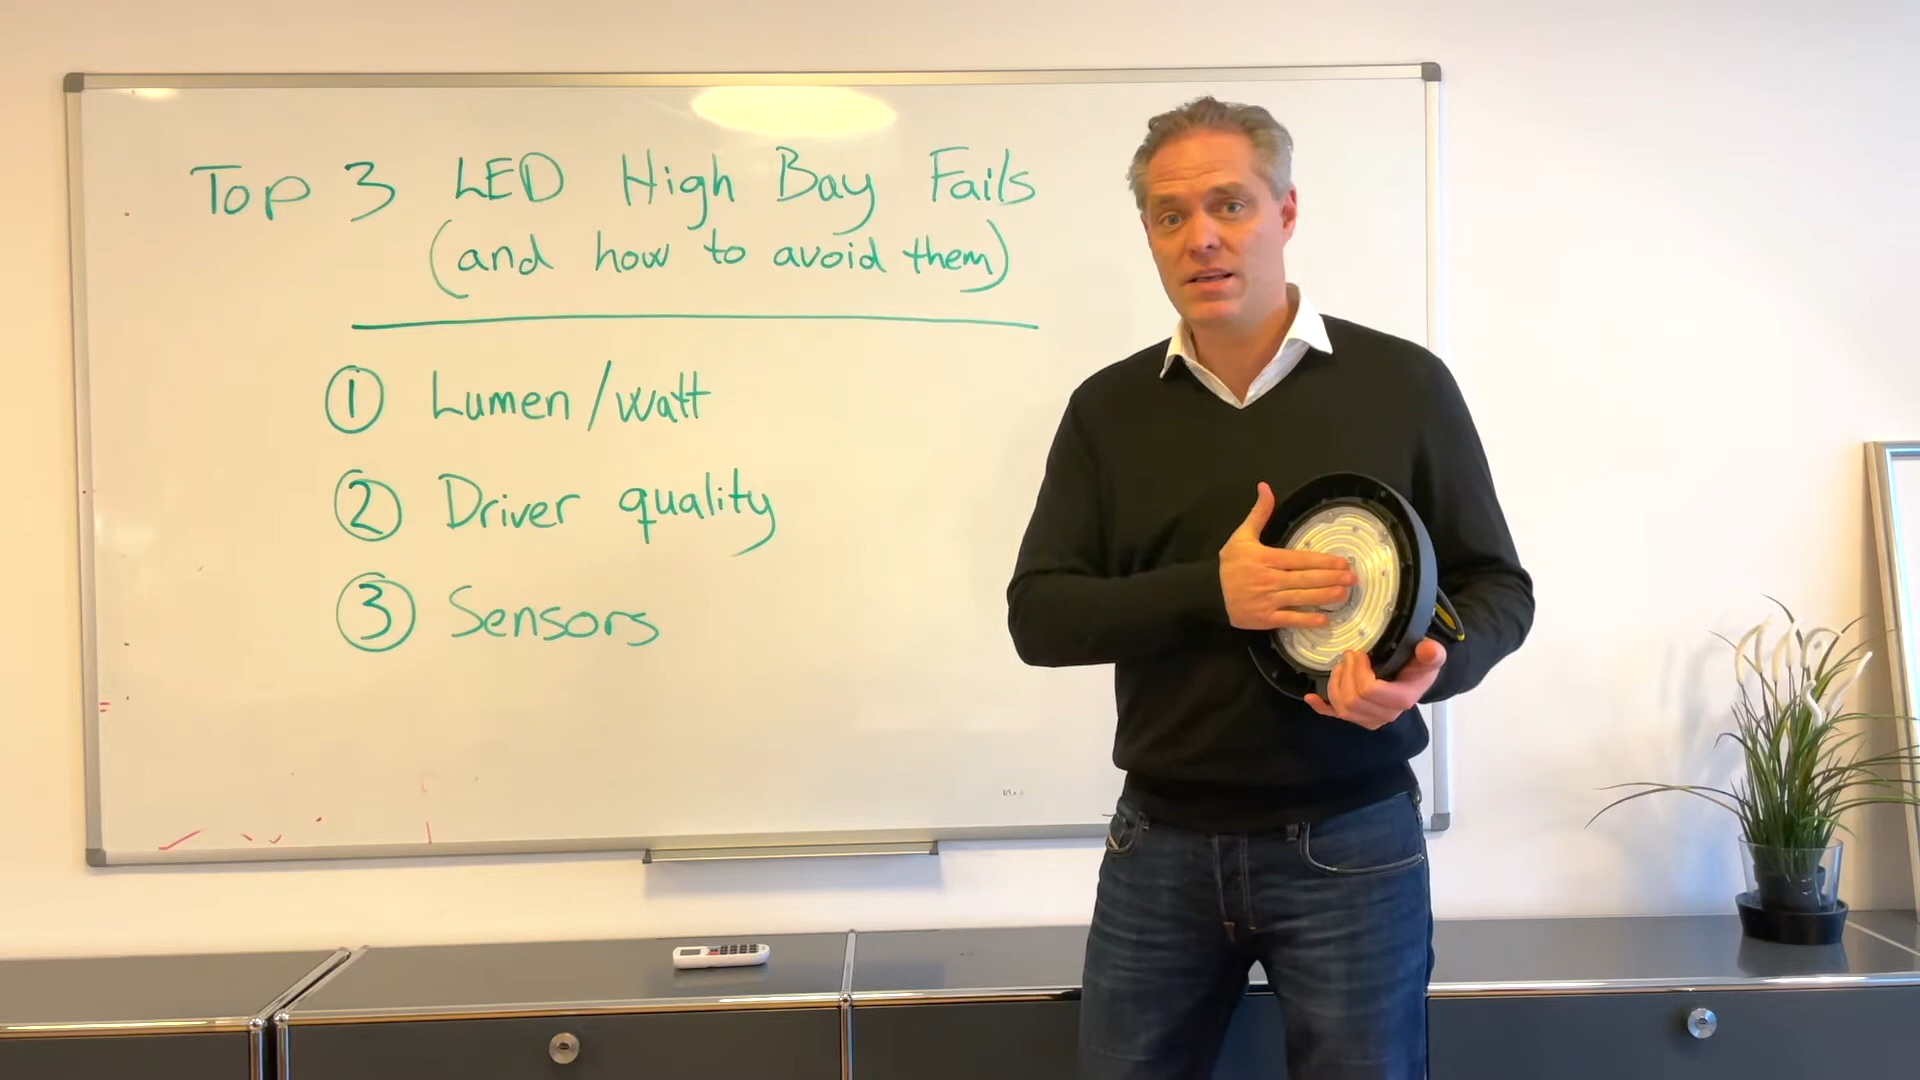 Top 3 LED High Bay Fails
(and how to avoid them)
1 Lumen/watt
2 Driver quality
3 Sensors